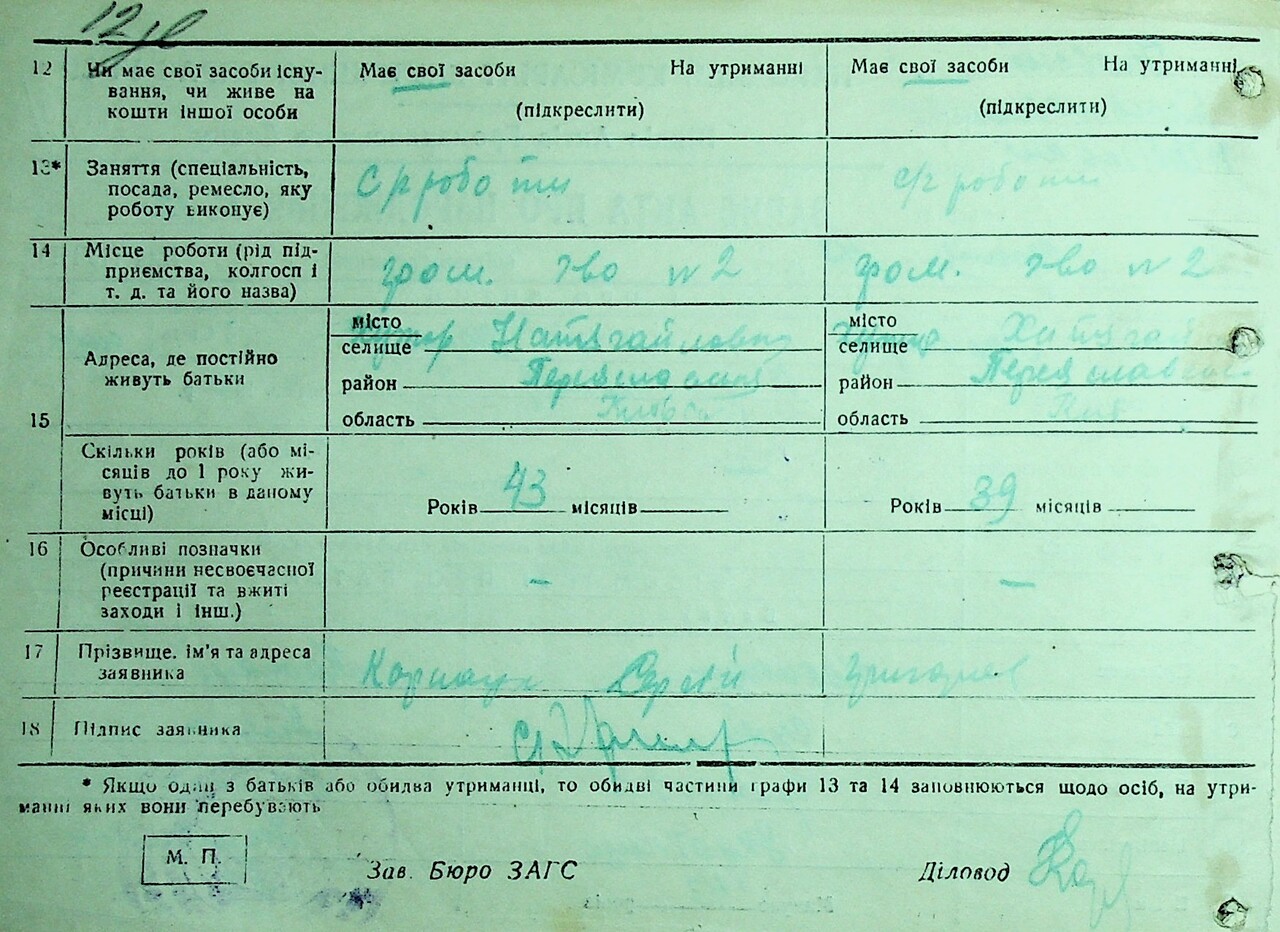 12
12 Чи має свої засоби існування, чи живе на кошти іншої особи
Має свої засоби На утриманні
(підкреслити)
Має свої засоби На утриманні
(підкреслити)
13* Заняття (спеціальність, посада, ремесло, яку роботу виконує)
роботи
с/г роботи
14 Місце роботи (рід підприємства, колгосп і т. д. та його назва)
гром. г-во № 2
гром. г-во № 2
15 Адреса, де постійно живуть батьки
місто
селище Хутор
район
область
місто
селище Хутор
район
область
Скільки років (або місяців до 1 року живуть батьки в даному місці)
Років 43 місяців
Років 39 місяців
16 Особливі позначки (причини несвоєчасної реєстрації та вжиті заходи і інш.)
–
–
17 Прізвище. ім'я та адреса заявника
Сергій
18 Підпис заявника
* Якщо один з батьків або обидва утриманці, то обидві частини графи 13 та 14 заповнюються щодо осіб, на утри-
манні яких вони перебувають
М. П.
Зав. Бюро ЗАГС Діловод